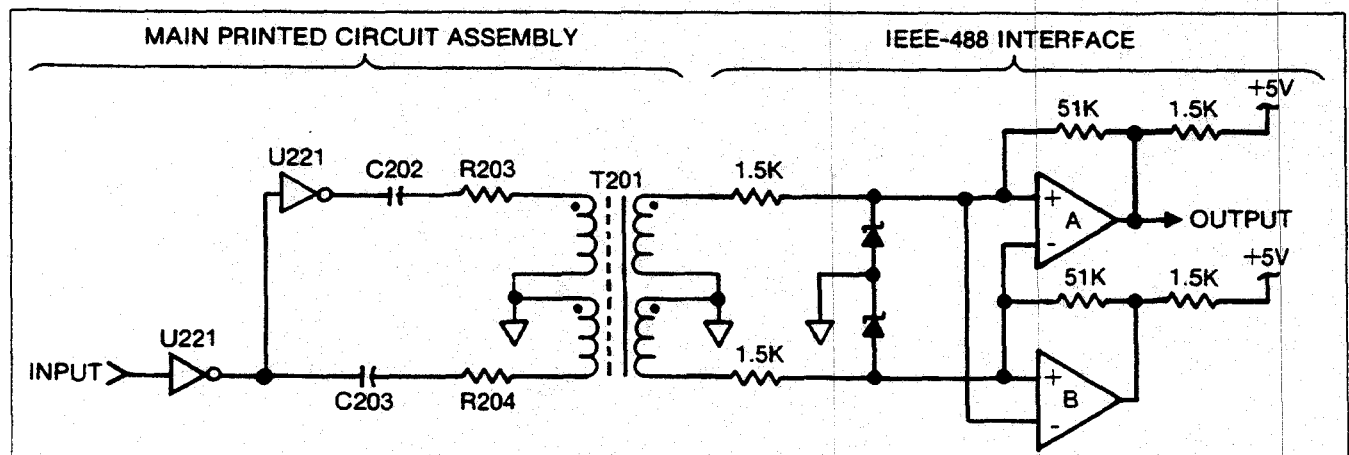 MAIN PRINTED CIRCUIT ASSEMBLY
IEEE-488 INTERFACE
+5V
51K
1.5K
U221
C202
R203
T201
1.5K
+
A
-
OUTPUT
+5V
51K
1.5K
U221
INPUT
C203
R204
1.5K
+
B
-